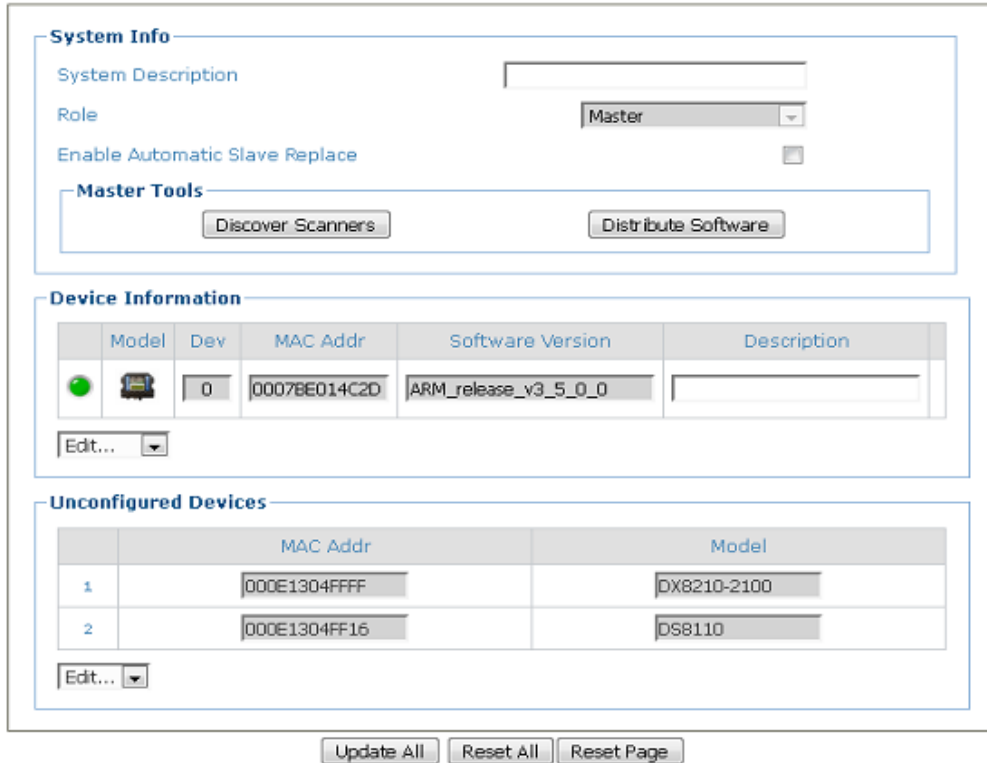 System Info
System Description
Role Master
Enable Automatic Slave Replace
Master Tools
Discover Scanners Distribute Software
Device Information
Model Dev MAC Addr Software Version Description
0 0007BE014C2D ARM_release_v3_5_0_0
Edit...
Unconfigured Devices
MAC Addr Model
1 000E1304FFFF DX8210-2100
2 000E1304FF16 DS8110
Edit...
Update All Reset All Reset Page